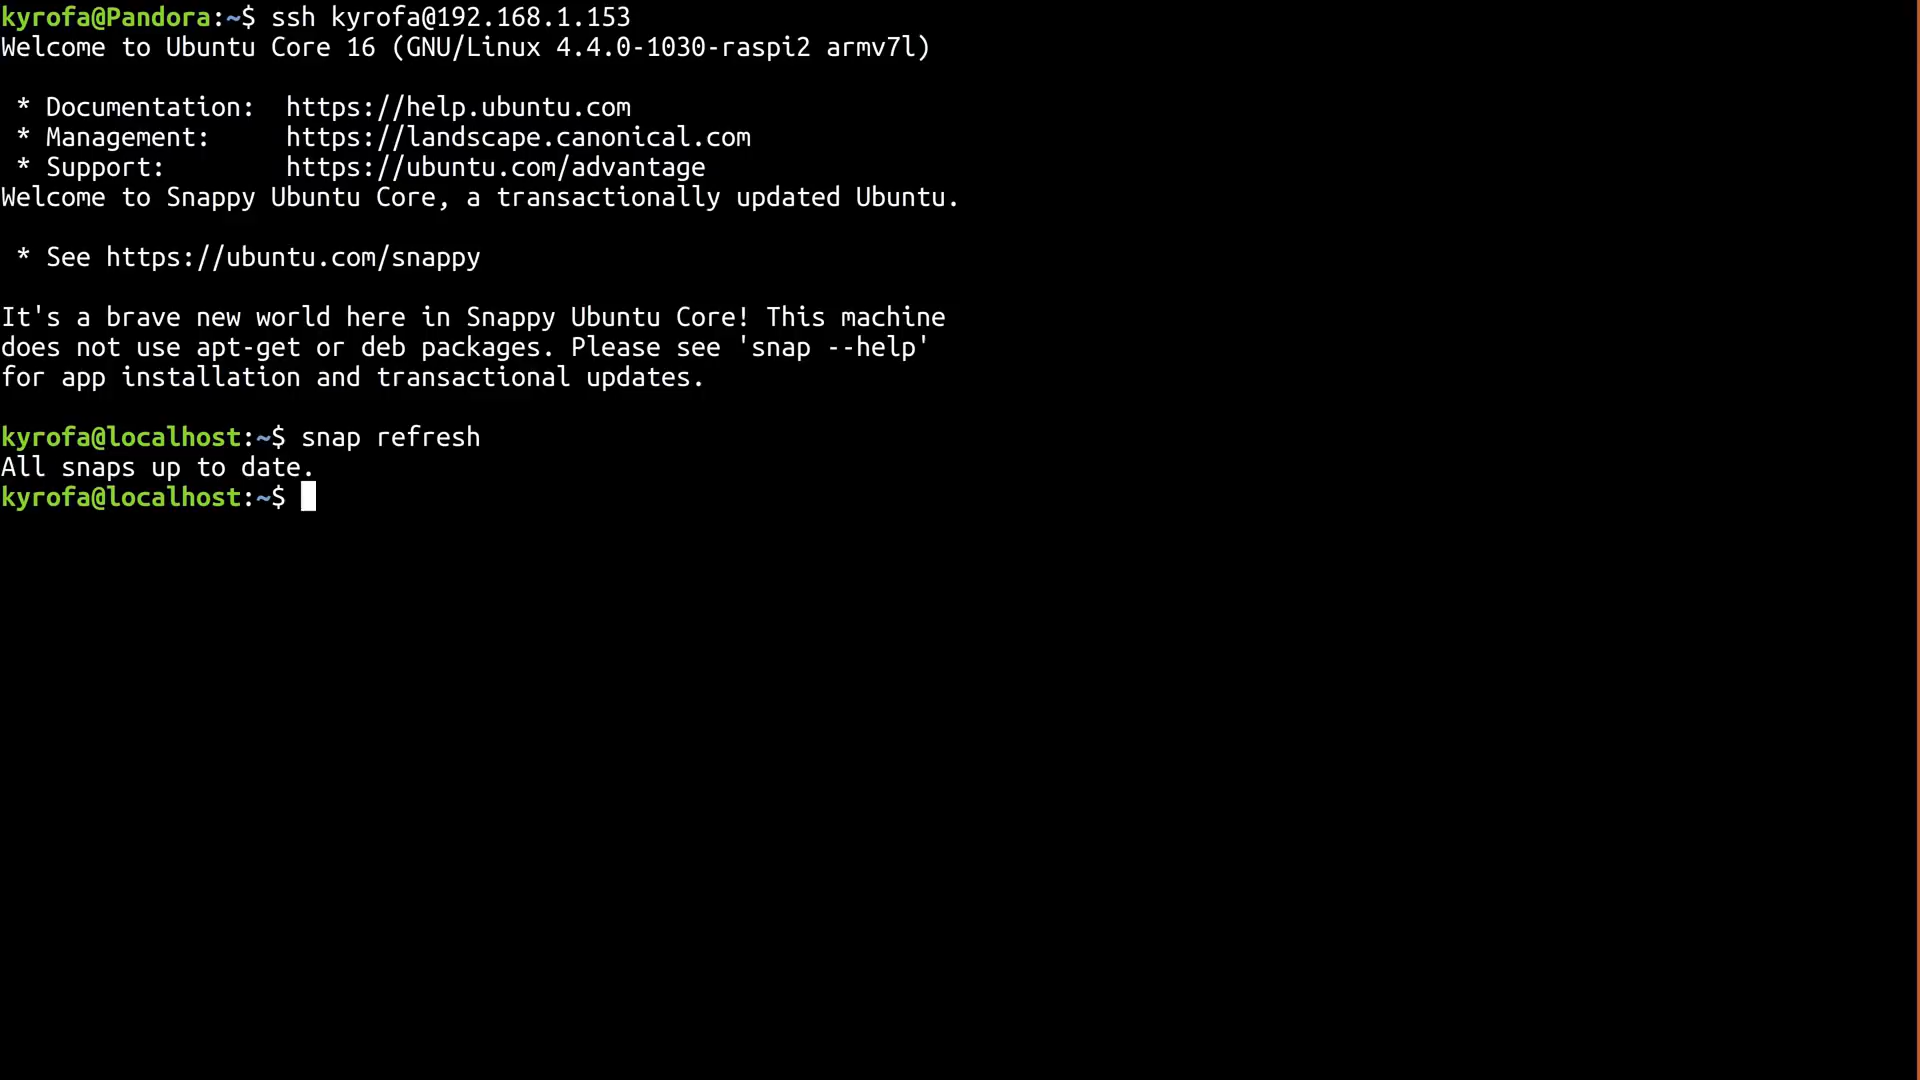 kyrofa@Pandora:~$ ssh kyrofa@192.168.1.153
Welcome to Ubuntu Core 16 (GNU/Linux 4.4.0-1030-raspi2 armv7l)
* Documentation:  https://help.ubuntu.com
* Management:     https://landscape.canonical.com
* Support:        https://ubuntu.com/advantage
Welcome to Snappy Ubuntu Core, a transactionally updated Ubuntu.
* See https://ubuntu.com/snappy
It's a brave new world here in Snappy Ubuntu Core! This machine
does not use apt-get or deb packages. Please see 'snap --help'
for app installation and transactional updates.
kyrofa@localhost:~$ snap refresh
All snaps up to date.
kyrofa@localhost:~$